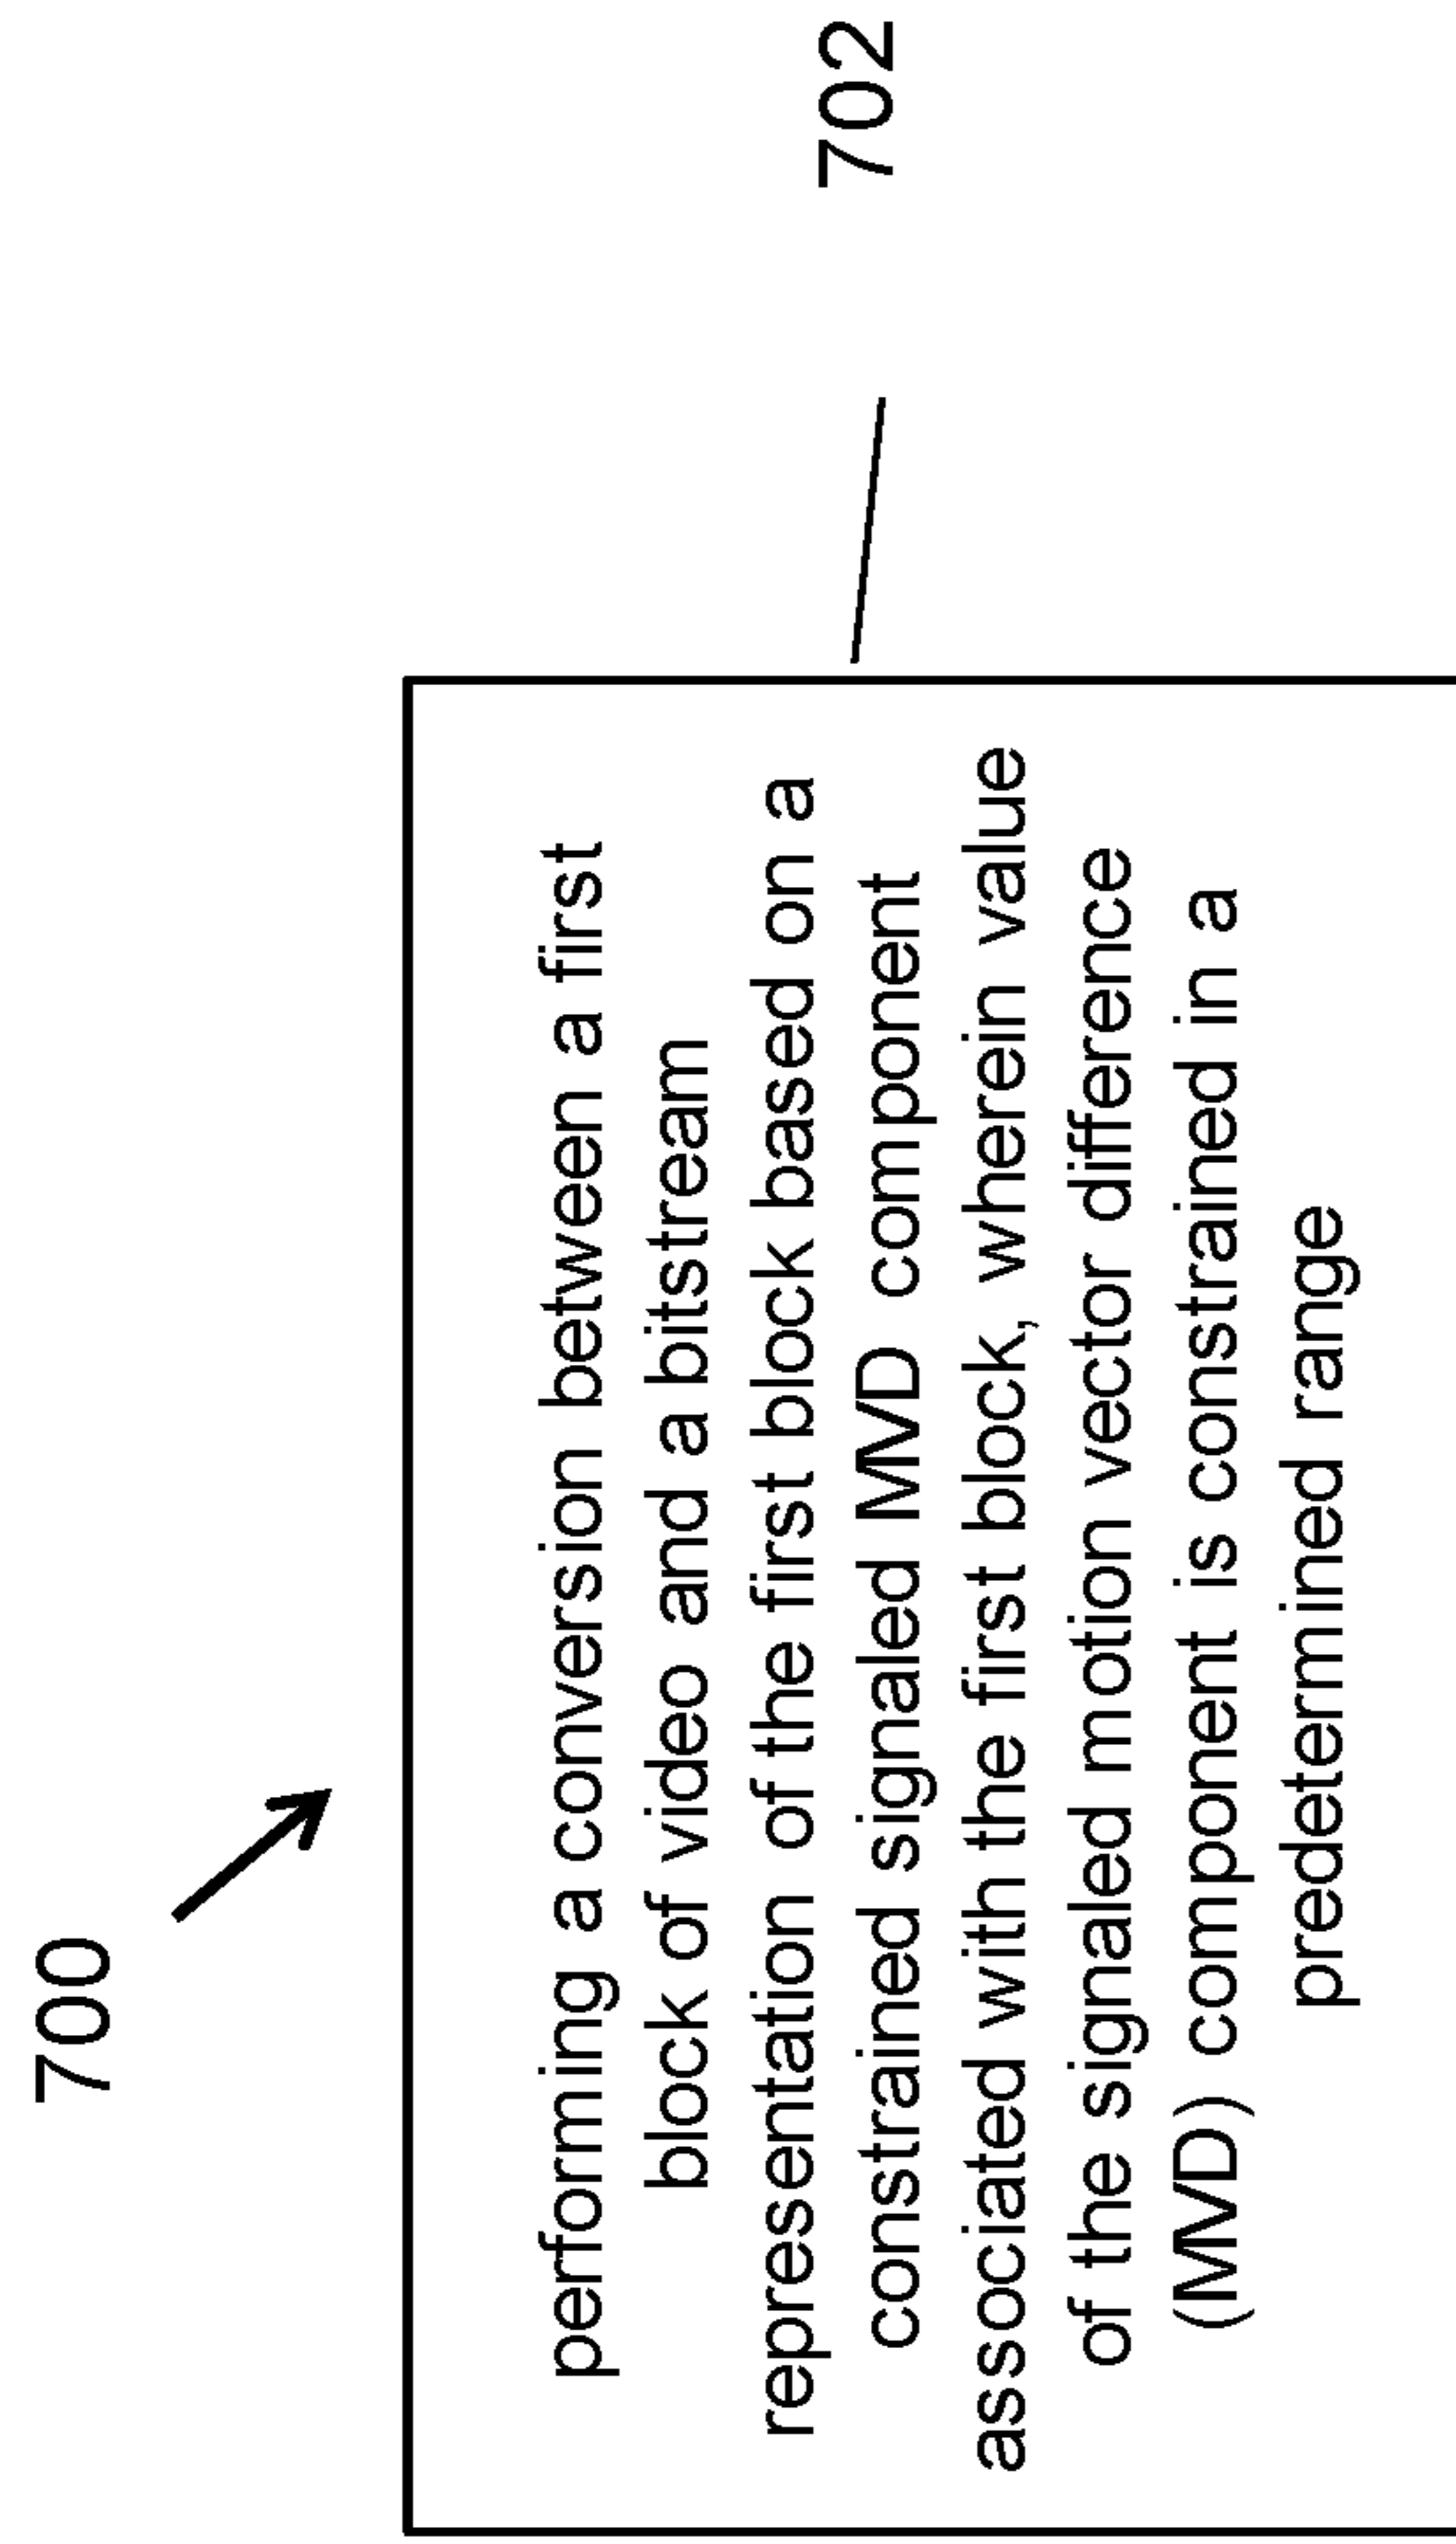 700
performing a conversion between a first
block of video and a bitstream
representation of the first block based on a
constrained signaled MVD component
associated with the first block, wherein value
of the signaled motion vector difference
(MVD) component is constrained in a
predetermined range
702